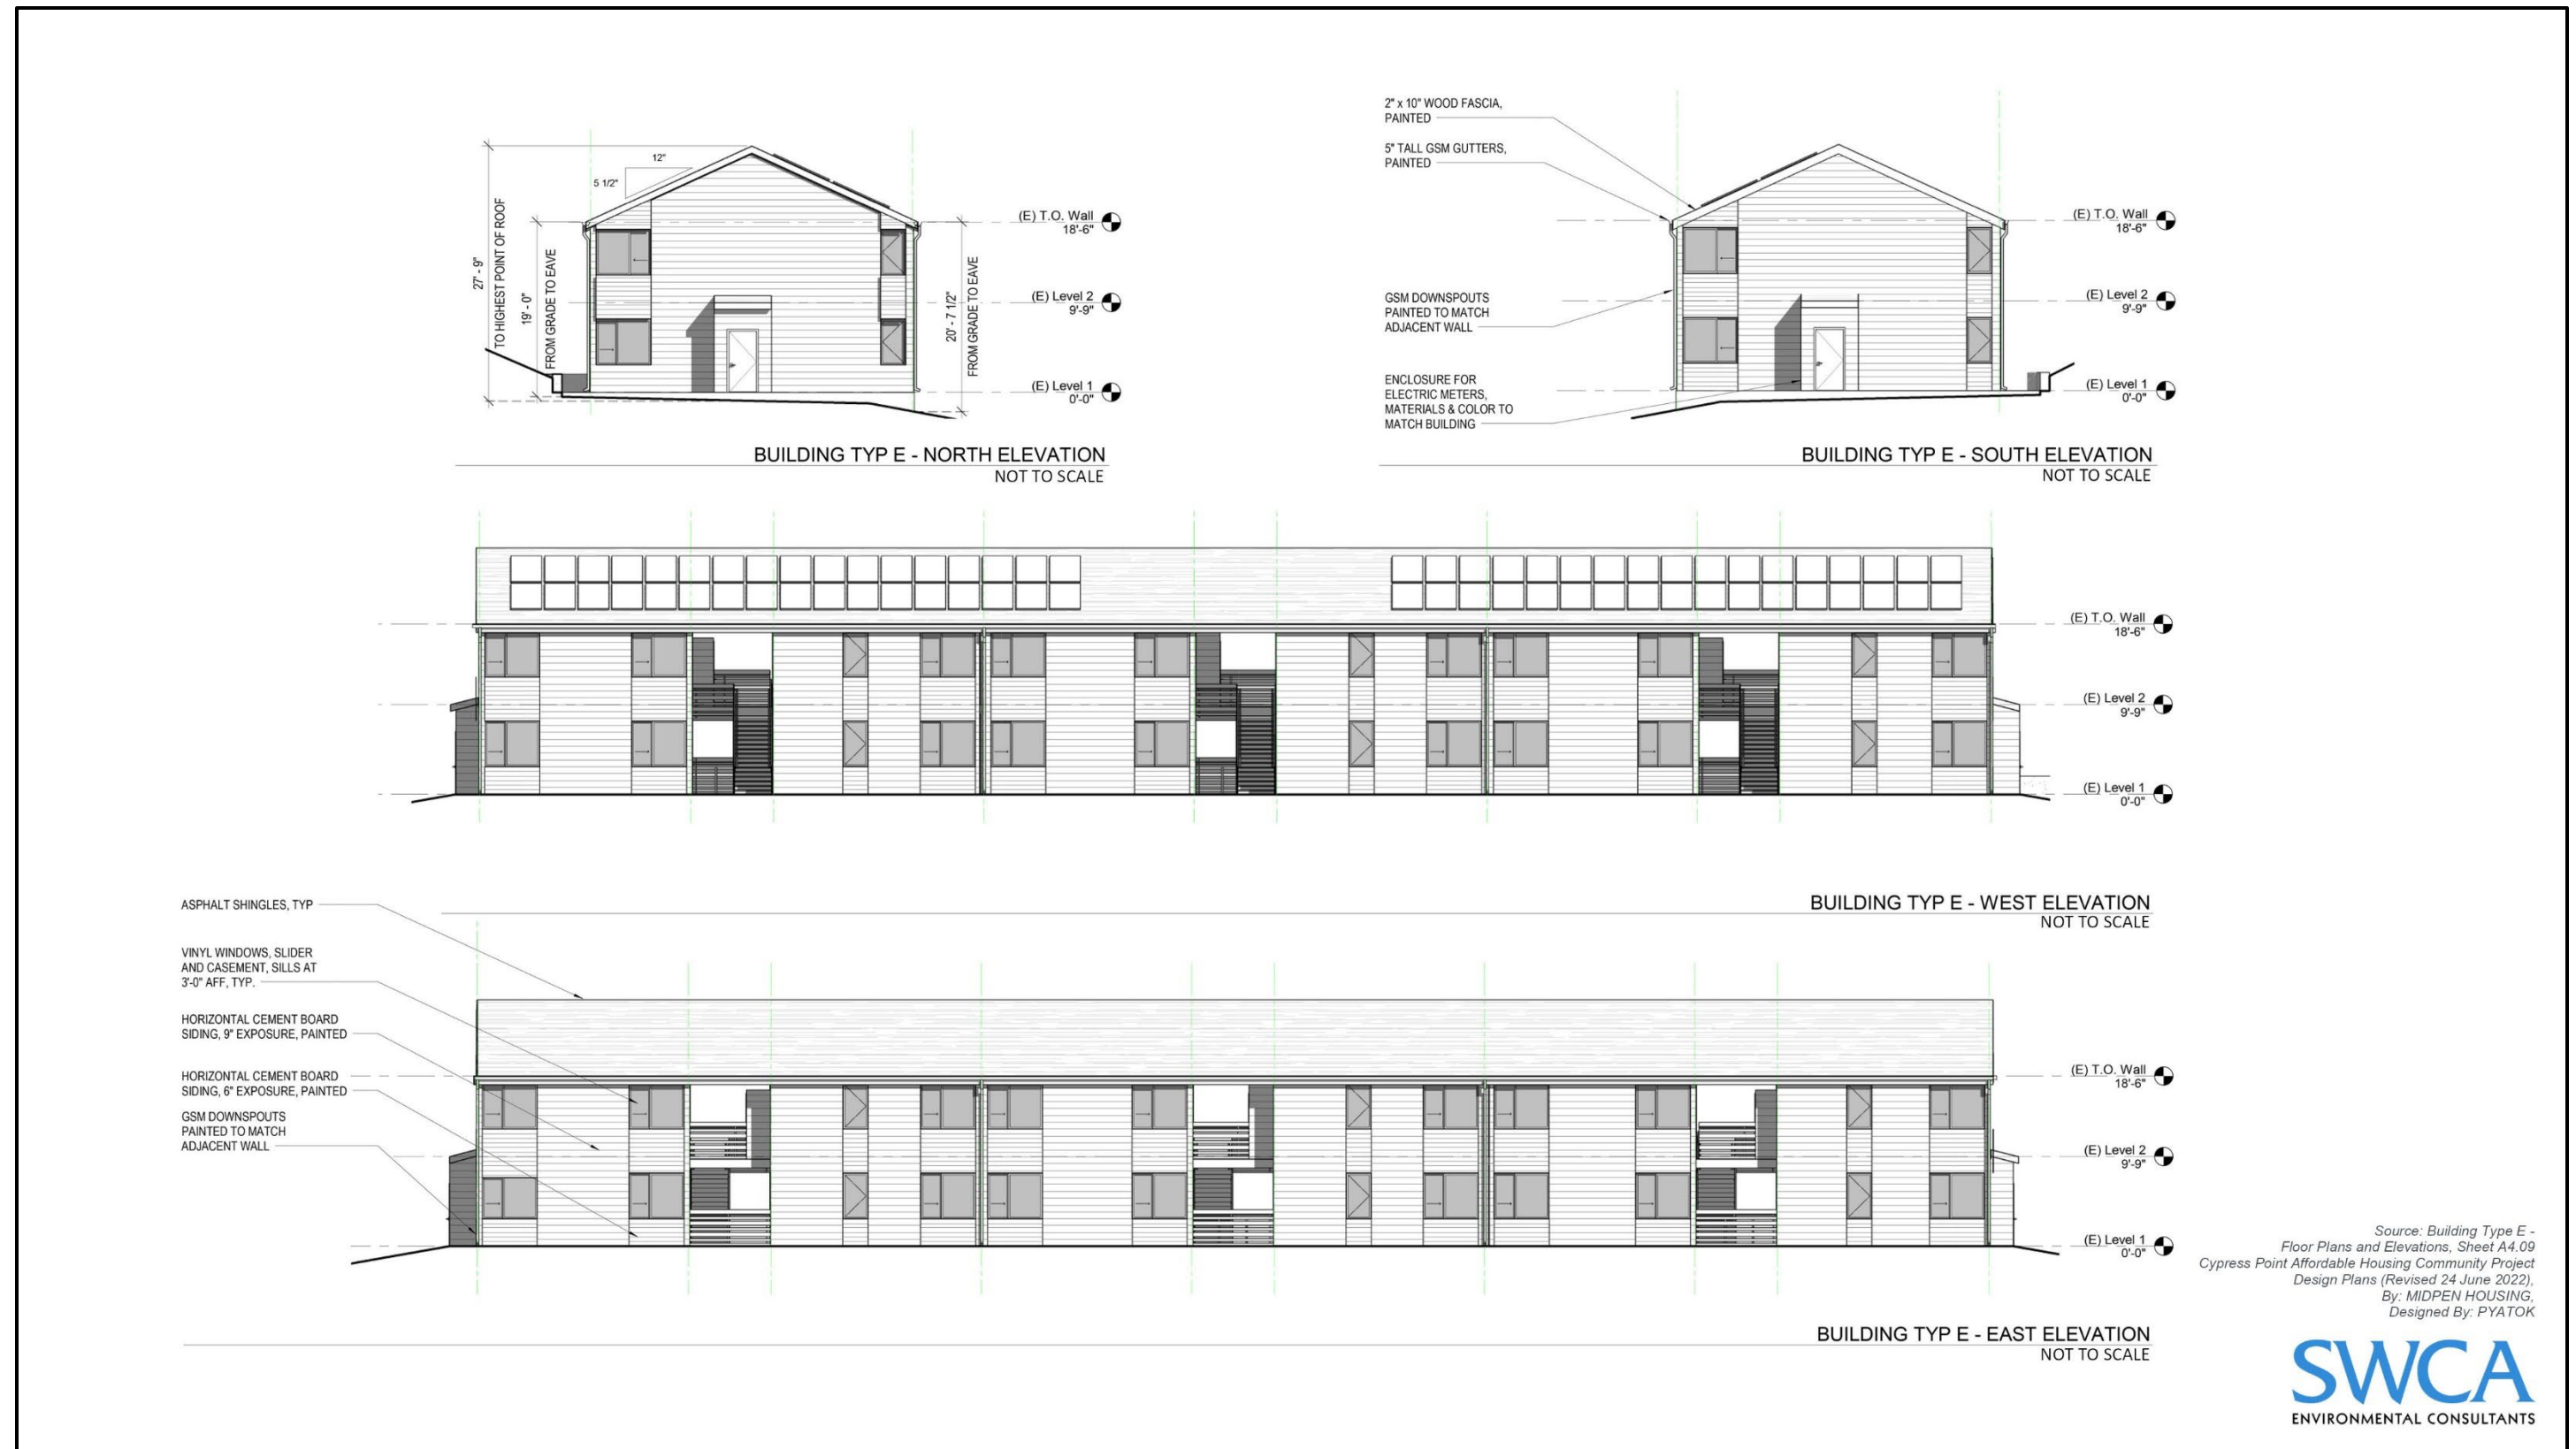 27' - 9"
TO HIGHEST POINT OF ROOF
19' - 0"
FROM GRADE TO EAVE
12"
5 1/2"
20' - 7 1/2"
FROM GRADE TO EAVE
(E) T.O. Wall
18'-6"
(E) Level 2
9'-9"
(E) Level 1
0'-0"
BUILDING TYP E - NORTH ELEVATION
NOT TO SCALE
2" x 10" WOOD FASCIA,
PAINTED
5" TALL GSM GUTTERS,
PAINTED
GSM DOWNSPOUTS
PAINTED TO MATCH
ADJACENT WALL
ENCLOSURE FOR
ELECTRIC METERS,
MATERIALS & COLOR TO
MATCH BUILDING
(E) T.O. Wall
18'-6"
(E) Level 2
9'-9"
(E) Level 1
0'-0"
BUILDING TYP E - SOUTH ELEVATION
NOT TO SCALE
(E) T.O. Wall
18'-6"
(E) Level 2
9'-9"
(E) Level 1
0'-0"
BUILDING TYP E - WEST ELEVATION
NOT TO SCALE
ASPHALT SHINGLES, TYP
VINYL WINDOWS, SLIDER
AND CASEMENT, SILLS AT
3'-0" AFF, TYP.
HORIZONTAL CEMENT BOARD
SIDING, 9" EXPOSURE, PAINTED
HORIZONTAL CEMENT BOARD
SIDING, 6" EXPOSURE, PAINTED
GSM DOWNSPOUTS
PAINTED TO MATCH
ADJACENT WALL
(E) T.O. Wall
18'-6"
(E) Level 2
9'-9"
(E) Level 1
0'-0"
BUILDING TYP E - EAST ELEVATION
NOT TO SCALE
Source: Building Type E -
Floor Plans and Elevations, Sheet A4.09
Cypress Point Affordable Housing Community Project
Design Plans (Revised 24 June 2022),
By: MIDPEN HOUSING,
Designed By: PYATOK
SWCA
ENVIRONMENTAL CONSULTANTS